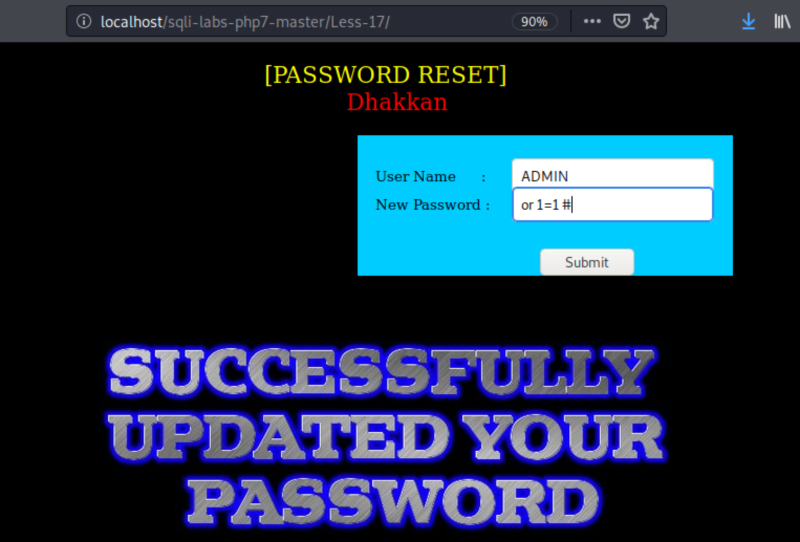 localhost/sqli-labs-php7-master/Less-17/ 90%
[PASSWORD RESET]
Dhakkan
User Name : ADMIN
New Password : or 1=1 #
Submit
SUCCESSFULLY
UPDATED YOUR
PASSWORD